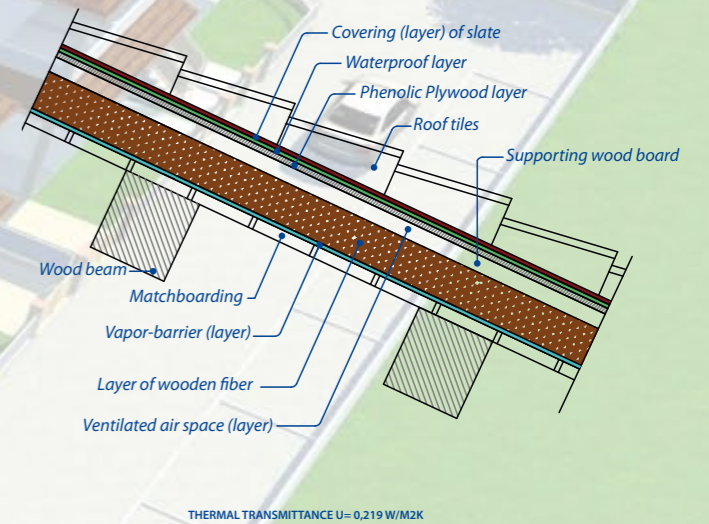 Covering (layer) of slate
Waterproof layer
Phenolic Plywood layer
Roof tiles
Supporting wood board
Wood beam
Matchboarding
Vapor-barrier (layer)
Layer of wooden fiber
Ventilated air space (layer)
THERMAL TRANSMITTANCE U= 0,219 W/M2K